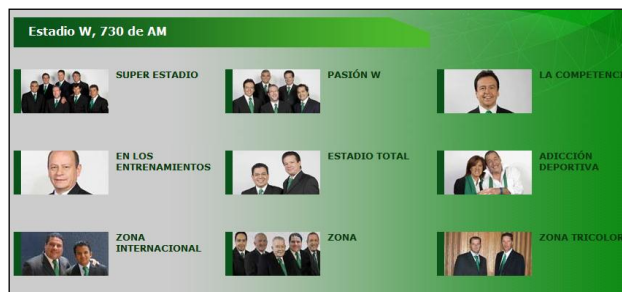 Estadio W, 730 de AM
SUPER ESTADIO
PASIÓN W
LA COMPETENCI
EN LOS
ENTRENAMIENTOS
ESTADIO TOTAL
ADICCIÓN
DEPORTIVA
ZONA
INTERNACIONAL
ZONA
ZONA TRICOLOR